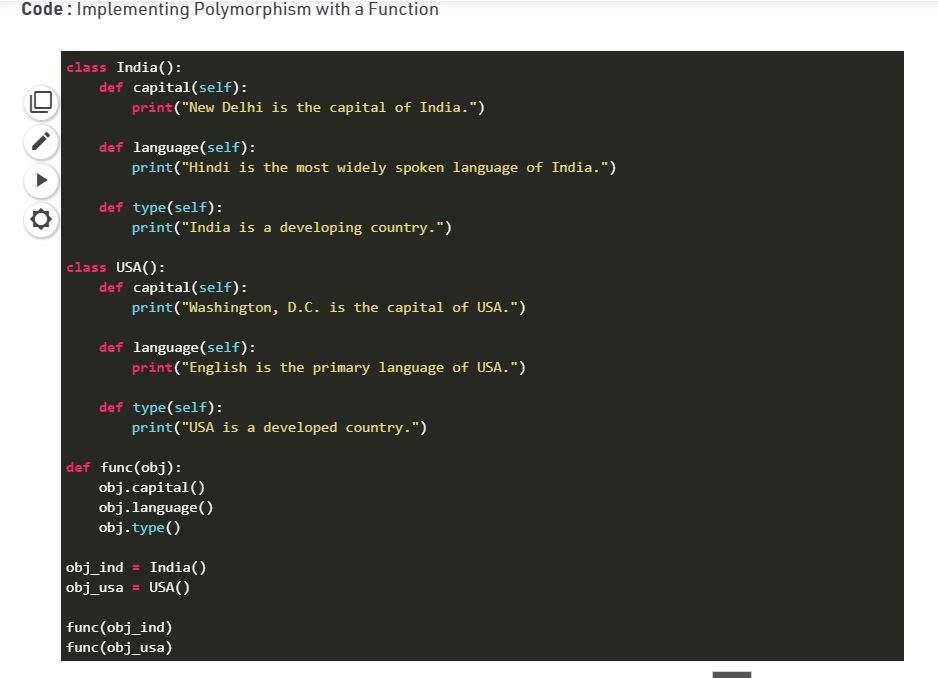 Code : Implementing Polymorphism with a Function
class India():
    def capital(self):
        print("New Delhi is the capital of India.")

    def language(self):
        print("Hindi is the most widely spoken language of India.")

    def type(self):
        print("India is a developing country.")

class USA():
    def capital(self):
        print("Washington, D.C. is the capital of USA.")

    def language(self):
        print("English is the primary language of USA.")

    def type(self):
        print("USA is a developed country.")

def func(obj):
    obj.capital()
    obj.language()
    obj.type()

obj_ind = India()
obj_usa = USA()

func(obj_ind)
func(obj_usa)